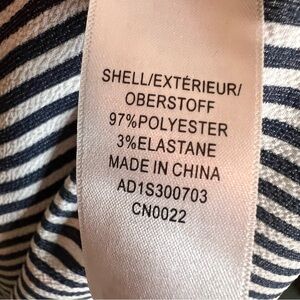 SHELL/EXTÉRIEUR/
OBERSTOFF
97%POLYESTER
3%ELASTANE
MADE IN CHINA
AD1S300703
CN0022